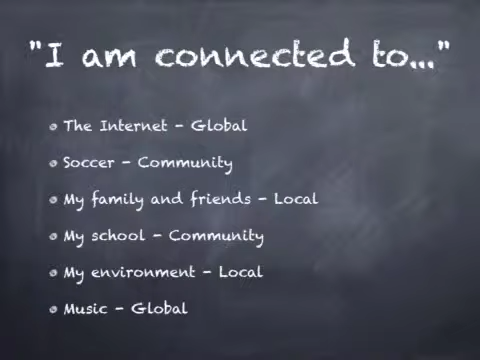 "I am connected to..."
The Internet - Global
Soccer - Community
My family and friends - Local
My school - Community
My environment - Local
Music - Global